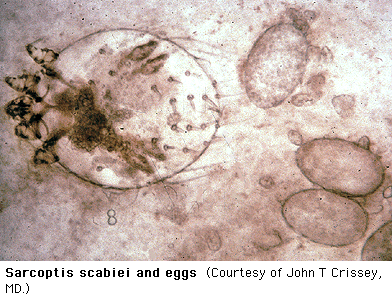 Sarcoptis scabiei and eggs (Courtesy of John T Crissey,
MD.)